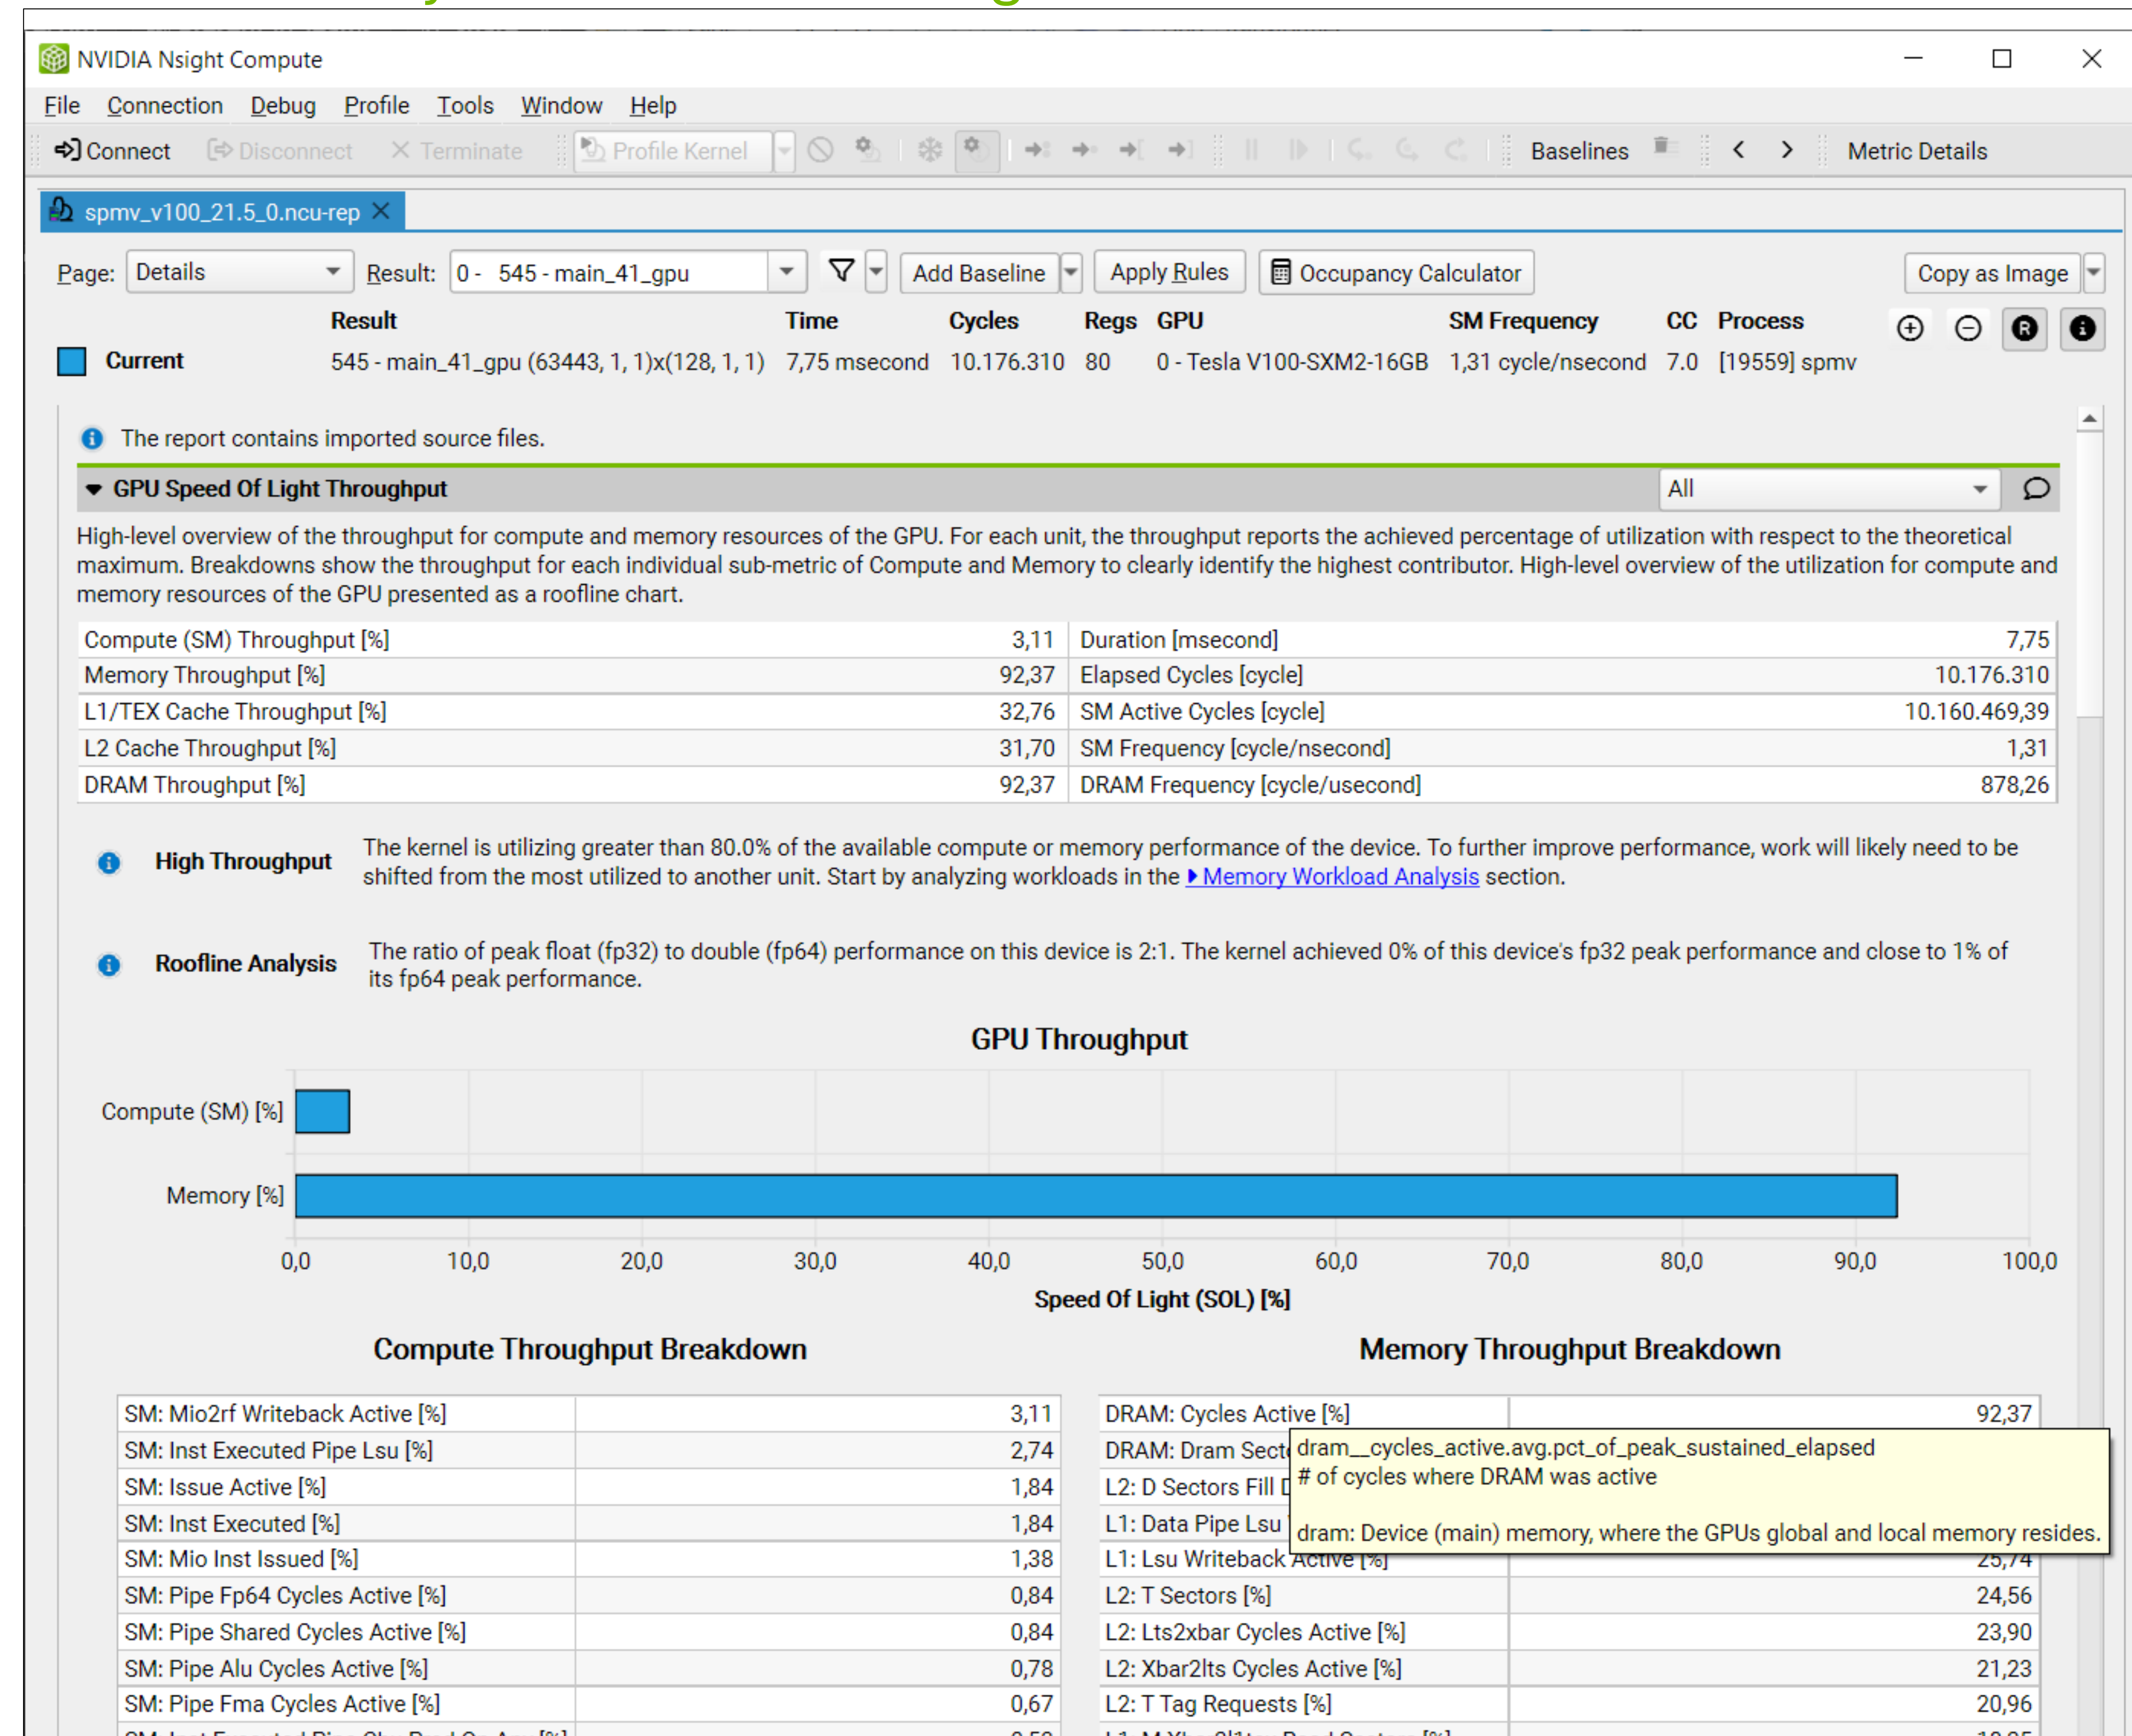 NVIDIA Nsight Compute
File Connection Debug Profile Tools Window Help
Connect Disconnect Terminate Profile Kernel Baselines Metric Details
spmv_v100_21.5_0.ncu-rep
Page: Details Result: 0 - 545 - main_41_gpu Add Baseline Apply Rules Occupancy Calculator Copy as Image
Result Time Cycles Regs GPU SM Frequency CC Process
Current 545 - main_41_gpu (63443, 1, 1)x(128, 1, 1) 7,75 msecond 10.176.310 80 0 - Tesla V100-SXM2-16GB 1,31 cycle/nsecond 7.0 [19559] spmv
The report contains imported source files.
GPU Speed Of Light Throughput All
High-level overview of the throughput for compute and memory resources of the GPU. For each unit, the throughput reports the achieved percentage of utilization with respect to the theoretical
maximum. Breakdowns show the throughput for each individual sub-metric of Compute and Memory to clearly identify the highest contributor. High-level overview of the utilization for compute and
memory resources of the GPU presented as a roofline chart.
Compute (SM) Throughput [%] 3,11 Duration [msecond] 7,75
Memory Throughput [%] 92,37 Elapsed Cycles [cycle] 10.176.310
L1/TEX Cache Throughput [%] 32,76 SM Active Cycles [cycle] 10.160.469,39
L2 Cache Throughput [%] 31,70 SM Frequency [cycle/nsecond] 1,31
DRAM Throughput [%] 92,37 DRAM Frequency [cycle/usecond] 878,26
High Throughput The kernel is utilizing greater than 80.0% of the available compute or memory performance of the device. To further improve performance, work will likely need to be
shifted from the most utilized to another unit. Start by analyzing workloads in the Memory Workload Analysis section.
Roofline Analysis The ratio of peak float (fp32) to double (fp64) performance on this device is 2:1. The kernel achieved 0% of this device's fp32 peak performance and close to 1% of
its fp64 peak performance.
GPU Throughput
Compute (SM) [%]
Memory [%]
0,0 10,0 20,0 30,0 40,0 50,0 60,0 70,0 80,0 90,0 100,0
Speed Of Light (SOL) [%]
Compute Throughput Breakdown Memory Throughput Breakdown
SM: Mio2rf Writeback Active [%] 3,11 DRAM: Cycles Active [%] 92,37
SM: Inst Executed Pipe Lsu [%] 2,74 DRAM: Dram dram__cycles_active.avg.pct_of_peak_sustained_elapsed
SM: Issue Active [%] 1,84 L2: D Sectors Fill # of cycles where DRAM was active
SM: Inst Executed [%] 1,84 L1: Data Pipe Lsu dram: Device (main) memory, where the GPUs global and local memory resides.
SM: Mio Inst Issued [%] 1,38 L1: Lsu Writeback Active [%] 25,74
SM: Pipe Fp64 Cycles Active [%] 0,84 L2: T Sectors [%] 24,56
SM: Pipe Shared Cycles Active [%] 0,84 L2: Lts2xbar Cycles Active [%] 23,90
SM: Pipe Alu Cycles Active [%] 0,78 L2: Xbar2lts Cycles Active [%] 21,23
SM: Pipe Fma Cycles Active [%] 0,67 L2: T Tag Requests [%] 20,96